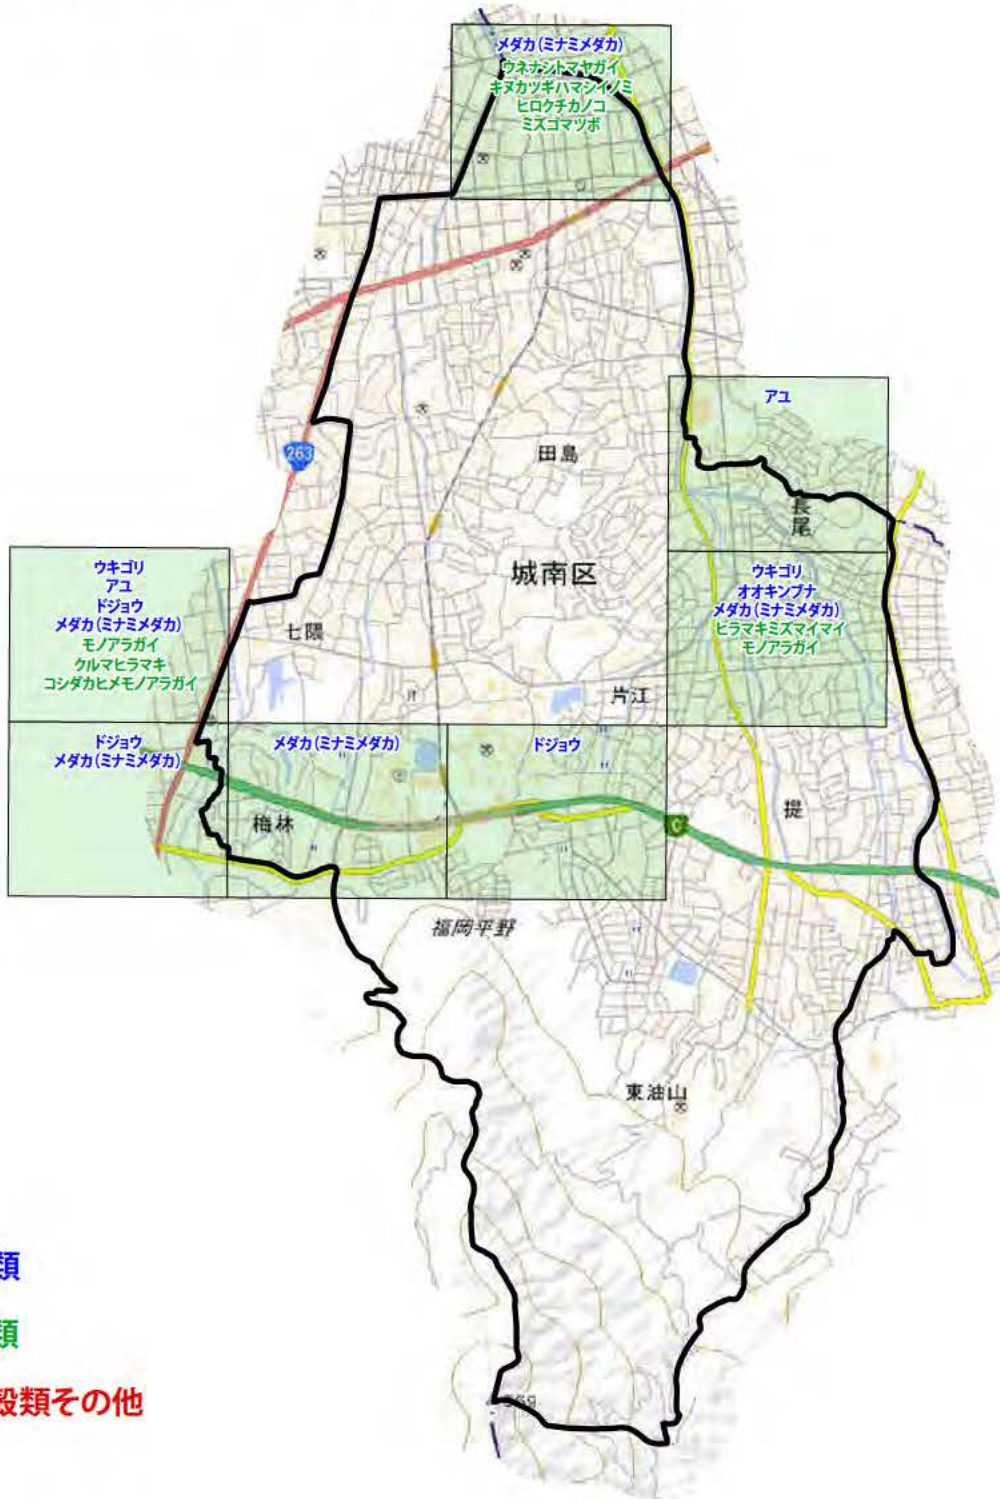 メダカ(ミナミメダカ)
ウネナシトマヤガイ
キヌカツギハマシイノミ
ヒロクチカノコ
ミズゴマツボ
アユ
田島
263
長尾
ウキゴリ
アユ
ドジョウ
メダカ(ミナミメダカ)
モノアラガイ
クルマヒラマキ
コシダカヒメモノアラガイ
城南区
ウキゴリ
オオキンブナ
メダカ(ミナミメダカ)
ヒラマキミズマイマイ
モノアラガイ
七隈
片江
ドジョウ
メダカ(ミナミメダカ)
メダカ(ミナミメダカ)
ドジョウ
梅林
堤
C
福岡平野
東油山
類
類
殻類その他